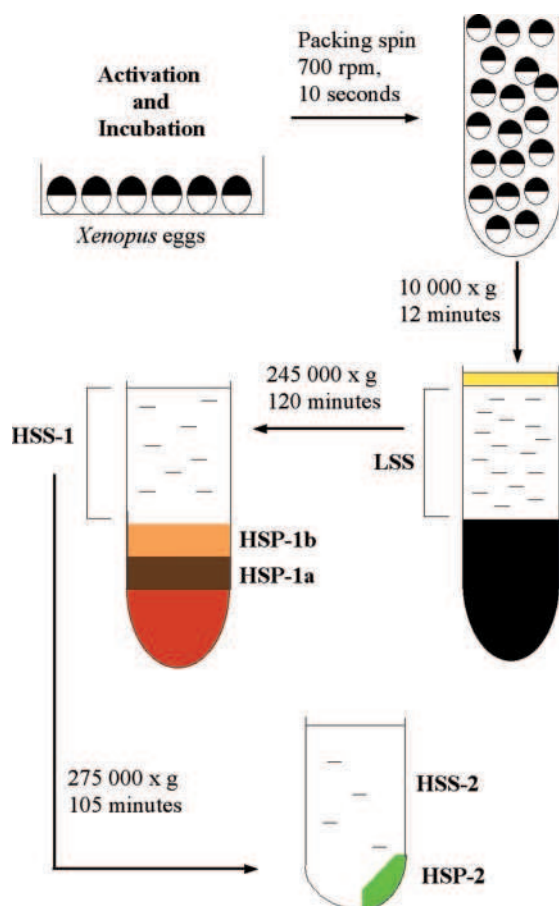 Activation
and
Incubation
Xenopus eggs
Packing spin
700 rpm,
10 seconds
10 000 x g
12 minutes
LSS
245 000 x g
120 minutes
HSS-1
HSP-1b
HSP-1a
275 000 x g
105 minutes
HSS-2
HSP-2